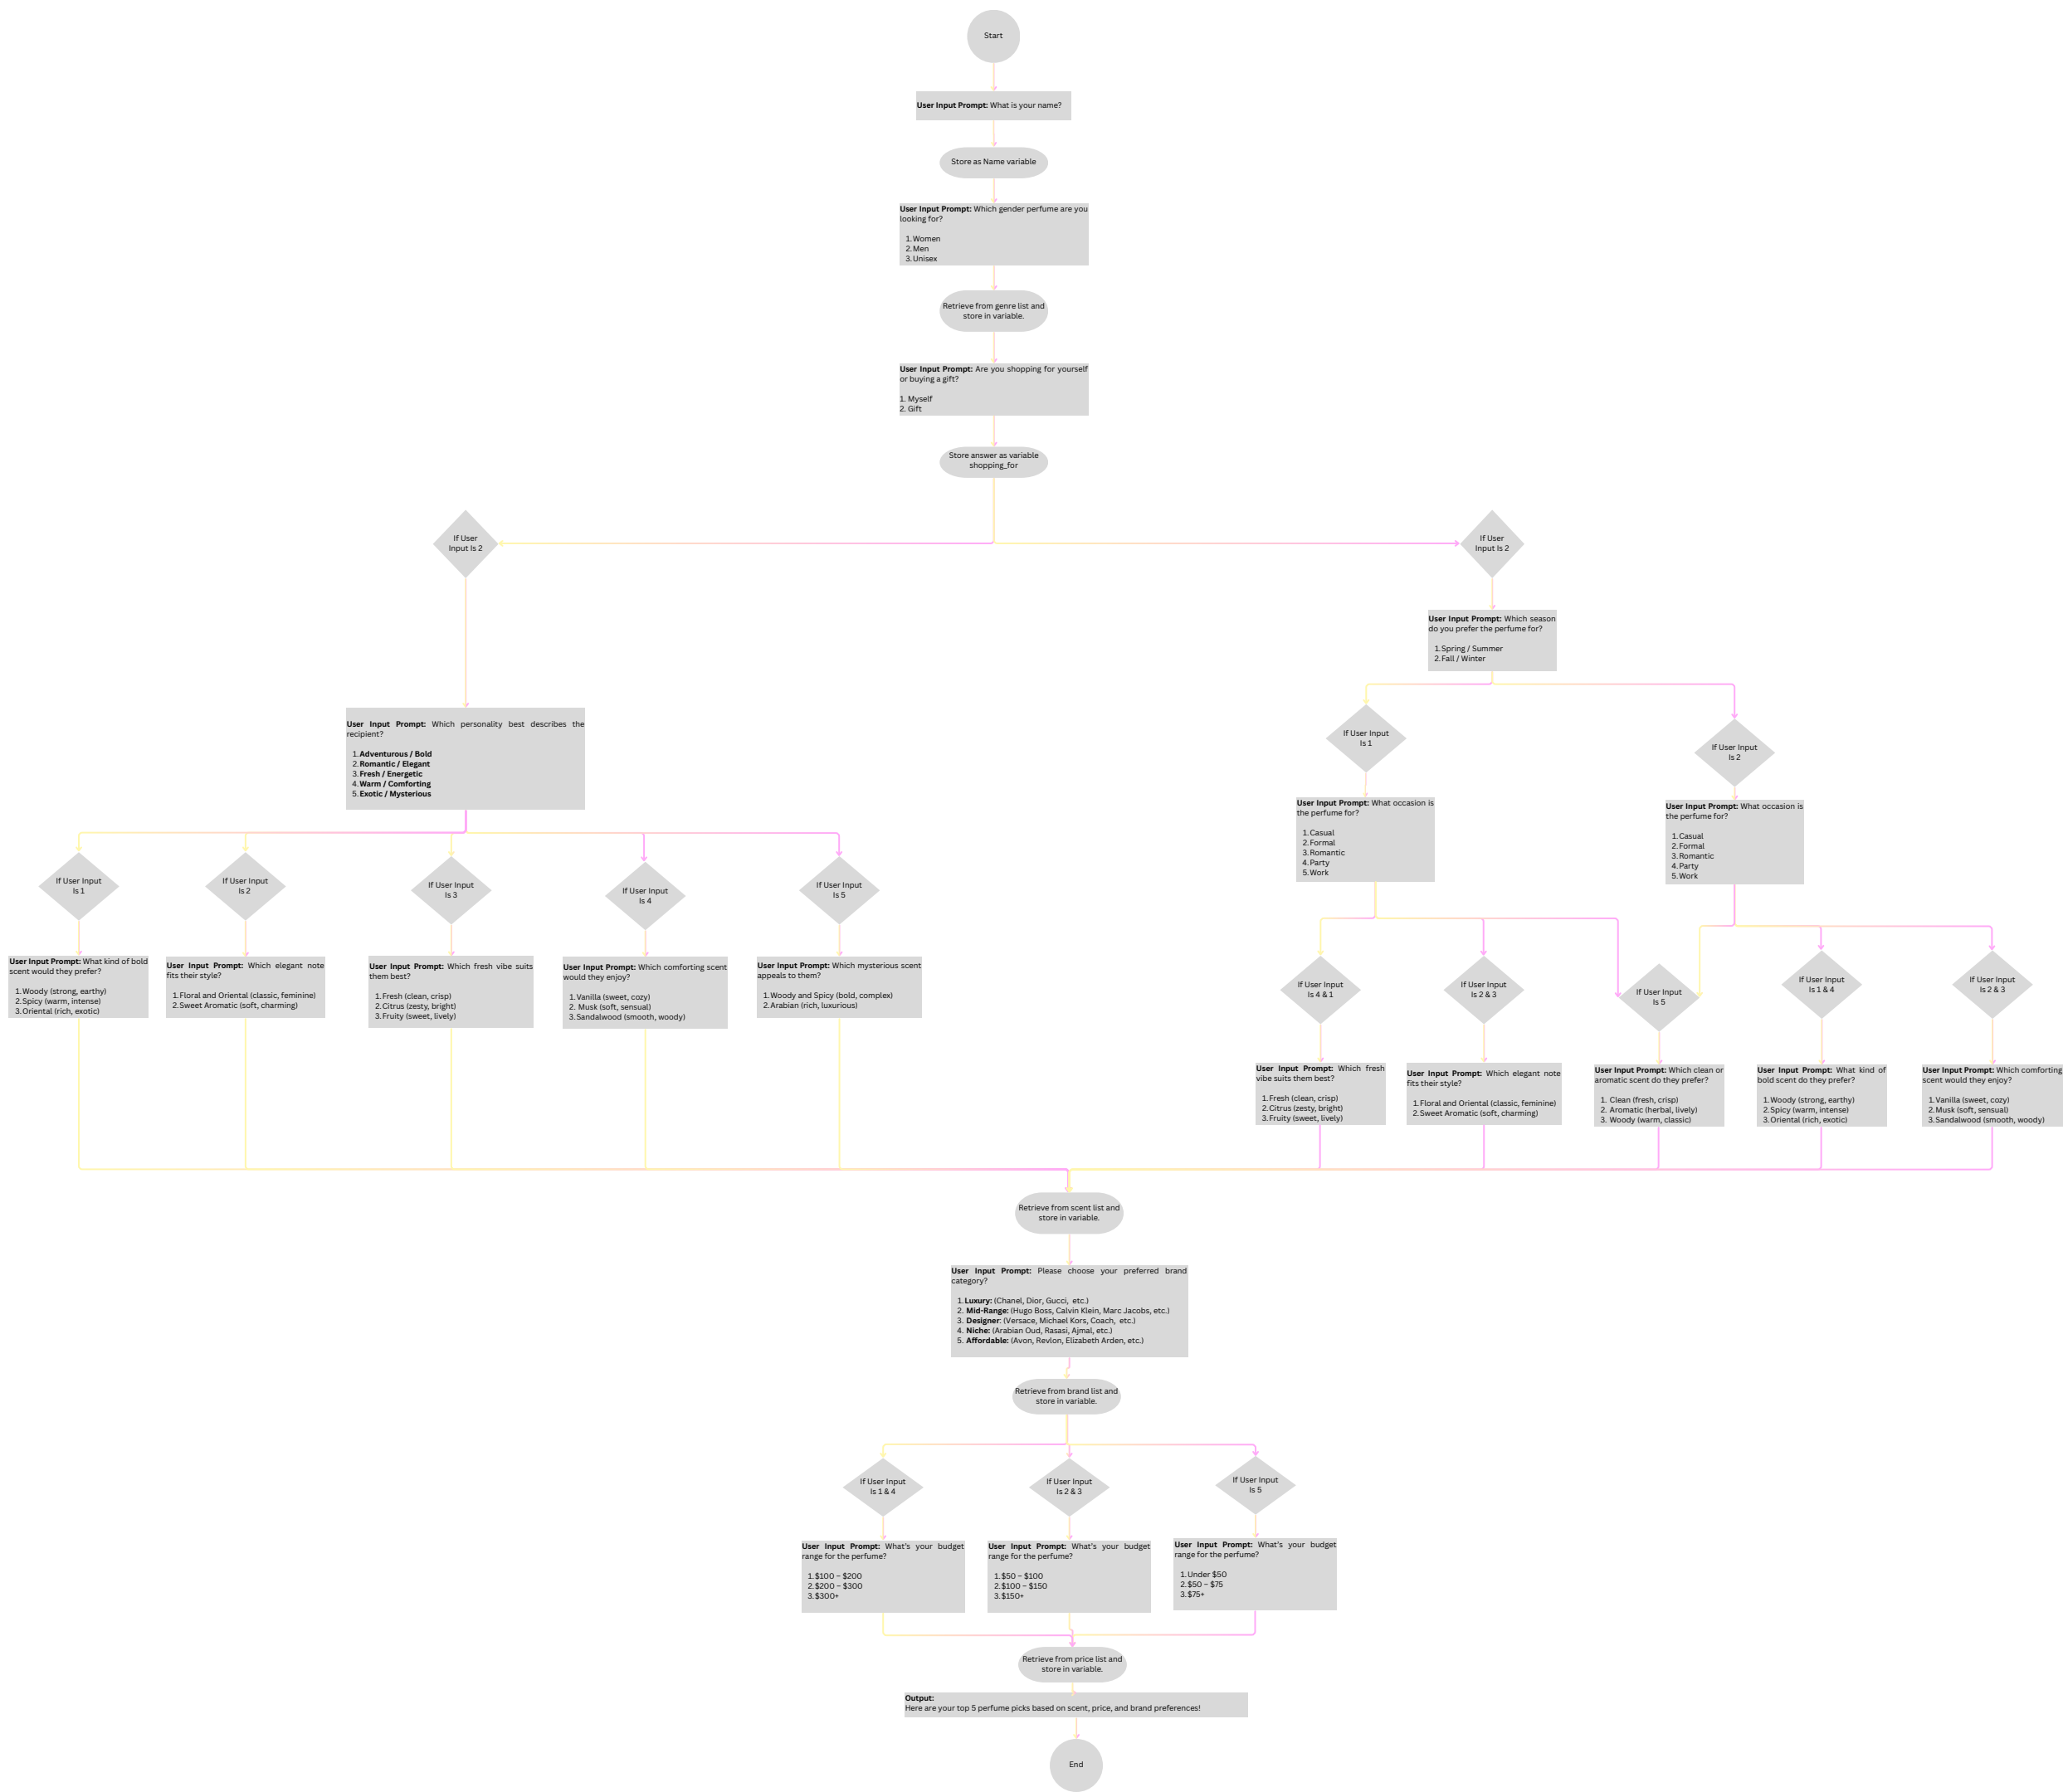 Start
User Input Prompt: What is your name?
Store as Name variable
User Input Prompt: Which gender perfume are you
looking for?
1. Women
2. Men
3. Unisex
Retrieve from genre list and
store in variable.
User Input Prompt: Are you shopping for yourself
or buying a gift?
1. Myself
2. Gift
Store answer as variable
shopping_for
If User
Input Is 2
If User
Input Is 2
User Input Prompt: Which season
do you prefer the perfume for?
1. Spring / Summer
2. Fall / Winter
User Input Prompt: Which personality best describes the
recipient?
1. Adventurous / Bold
2. Romantic / Elegant
3. Fresh / Energetic
4. Warm / Comforting
5. Exotic / Mysterious
If User Input
Is 1
If User Input
Is 2
User Input Prompt: What occasion is
the perfume for?
1. Casual
2. Formal
3. Romantic
4. Party
5. Work
User Input Prompt: What occasion is
the perfume for?
1. Casual
2. Formal
3. Romantic
4. Party
5. Work
If User Input
Is 1
If User Input
Is 2
If User Input
Is 3
If User Input
Is 4
If User Input
Is 5
User Input Prompt: What kind of bold
scent would they prefer?
1. Woody (strong, earthy)
2. Spicy (warm, intense)
3. Oriental (rich, exotic)
User Input Prompt: Which elegant note
fits their style?
1. Floral and Oriental (classic, feminine)
2. Sweet Aromatic (soft, charming)
User Input Prompt: Which fresh vibe suits
them best?
1. Fresh (clean, crisp)
2. Citrus (zesty, bright)
3. Fruity (sweet, lively)
User Input Prompt: Which comforting scent
would they enjoy?
1. Vanilla (sweet, cozy)
2. Musk (soft, sensual)
3. Sandalwood (smooth, woody)
User Input Prompt: Which mysterious scent
appeals to them?
1. Woody and Spicy (bold, complex)
2. Arabian (rich, luxurious)
If User Input
Is 4 & 1
If User Input
Is 2 & 3
If User Input
Is 5
If User Input
Is 1 & 4
If User Input
Is 2 & 3
User Input Prompt: Which fresh
vibe suits them best?
1. Fresh (clean, crisp)
2. Citrus (zesty, bright)
3. Fruity (sweet, lively)
User Input Prompt: Which elegant note
fits their style?
1. Floral and Oriental (classic, feminine)
2. Sweet Aromatic (soft, charming)
User Input Prompt: Which clean or
aromatic scent do they prefer?
1. Clean (fresh, crisp)
2. Aromatic (herbal, lively)
3. Woody (warm, classic)
User Input Prompt: What kind of
bold scent do they prefer?
1. Woody (strong, earthy)
2. Spicy (warm, intense)
3. Oriental (rich, exotic)
User Input Prompt: Which comforting
scent would they enjoy?
1. Vanilla (sweet, cozy)
2. Musk (soft, sensual)
3. Sandalwood (smooth, woody)
Retrieve from scent list and
store in variable.
User Input Prompt: Please choose your preferred brand
category?
1. Luxury: (Chanel, Dior, Gucci, etc.)
2. Mid-Range: (Hugo Boss, Calvin Klein, Marc Jacobs, etc.)
3. Designer: (Versace, Michael Kors, Coach, etc.)
4. Niche: (Arabian Oud, Rasasi, Ajmal, etc.)
5. Affordable: (Avon, Revlon, Elizabeth Arden, etc.)
Retrieve from brand list and
store in variable.
If User Input
Is 1 & 4
If User Input
Is 2 & 3
If User Input
Is 5
User Input Prompt: What's your budget
range for the perfume?
1. $100 – $200
2. $200 – $300
3. $300+
User Input Prompt: What's your budget
range for the perfume?
1. $50 – $100
2. $100 – $150
3. $150+
User Input Prompt: What's your budget
range for the perfume?
1. Under $50
2. $50 – $75
3. $75+
Retrieve from price list and
store in variable.
Output:
Here are your top 5 perfume picks based on scent, price, and brand preferences!
End